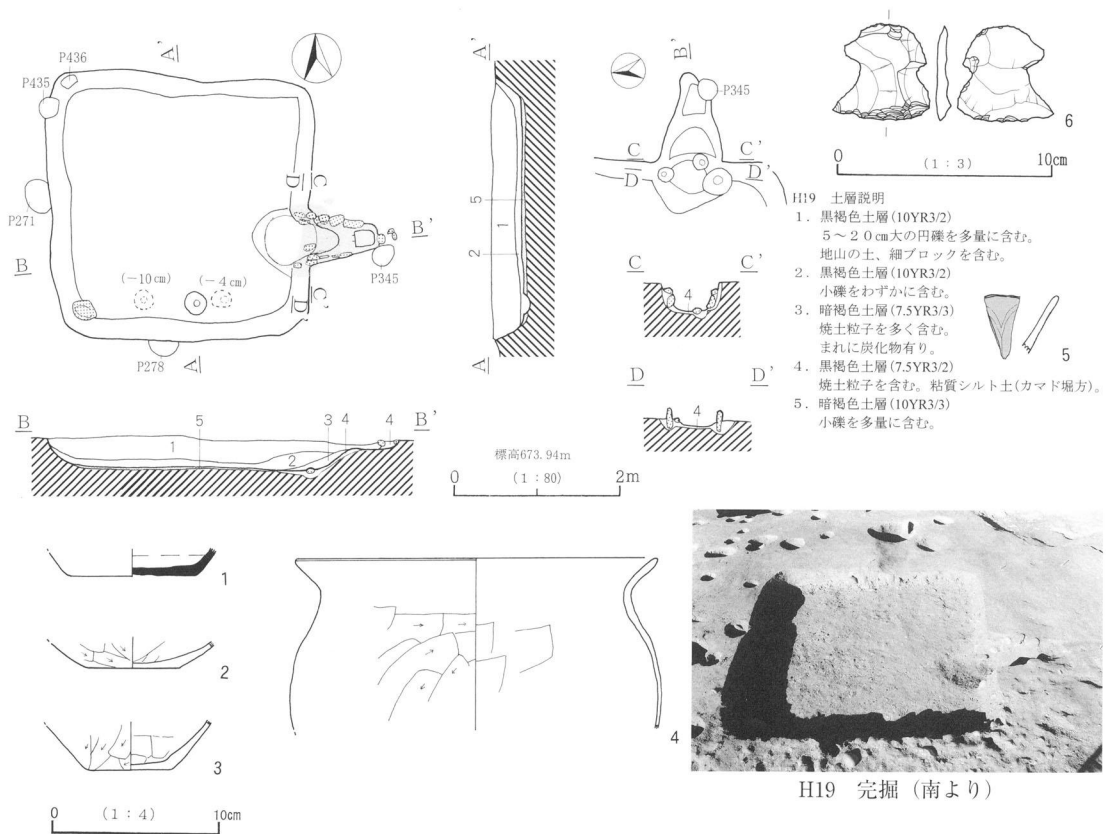 P436
P435
A'
P271
B
C
D
B'
P345
(−10㎝)
(−4㎝)
C'
D'
P278
A
A'
5
1
2
A
B'
P345
C
C'
D
D'
C
C'
4
D
D'
4
6
0
(1:3)
10㎝
H19 土層説明
1. 黒褐色土層(10YR3/2)
5〜20㎝大の円礫を多量に含む。
地山の土、細ブロックを含む。
2. 黒褐色土層(10YR3/2)
小礫をわずかに含む。
3. 暗褐色土層(7.5YR3/3)
焼土粒子を多く含む。
まれに炭化物有り。
4. 黒褐色土層(7.5YR3/2)
焼土粒子を含む。粘質シルト土(カマド堀方)。
5. 暗褐色土層(10YR3/3)
小礫を多量に含む。
5
B
5
3 4
4
B'
1
2
標高673.94m
0
(1:80)
2m
1
2
3
4
0
(1:4)
10cm
H19 完掘(南より)